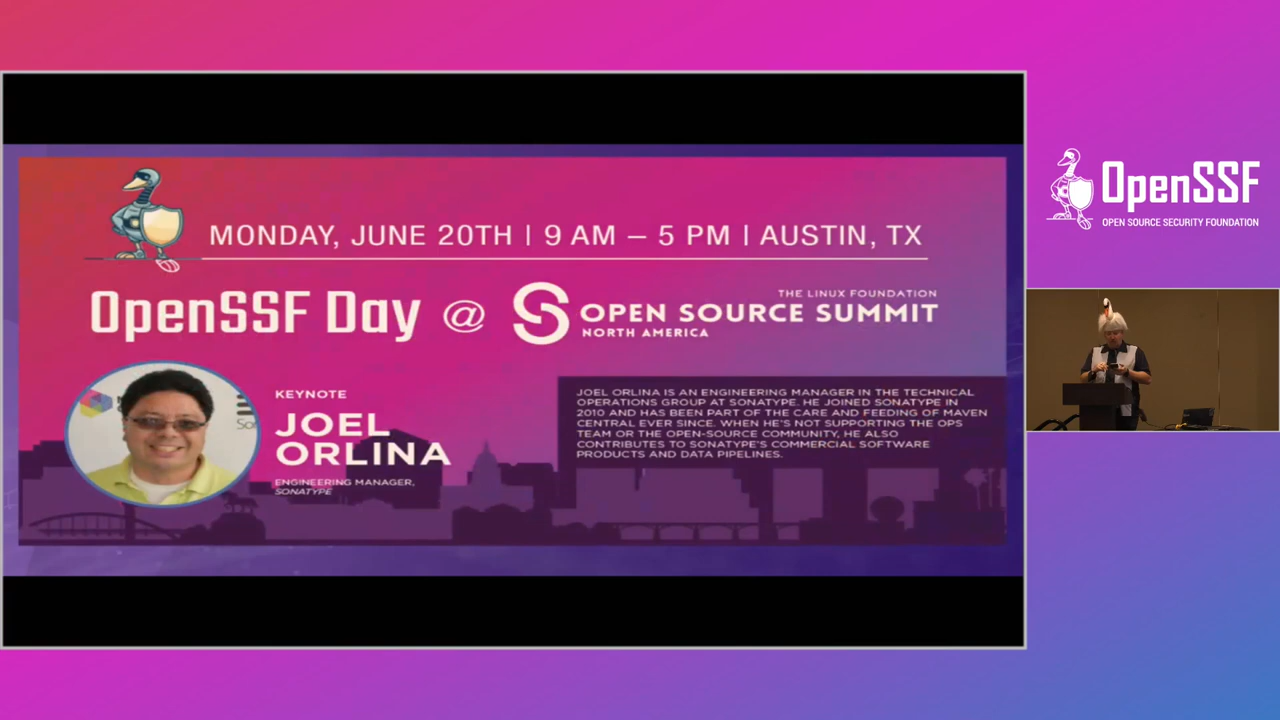 MONDAY, JUNE 20TH | 9 AM – 5 PM | AUSTIN, TX
OpenSSF Day @
THE LINUX FOUNDATION
OPEN SOURCE SUMMIT
NORTH AMERICA
KEYNOTE
JOEL
ORLINA
ENGINEERING MANAGER,
SONATYPE
JOEL ORLINA IS AN ENGINEERING MANAGER IN THE TECHNICAL
OPERATIONS GROUP AT SONATYPE. HE JOINED SONATYPE IN
2010 AND HAS BEEN PART OF THE CARE AND FEEDING OF MAVEN
CENTRAL EVER SINCE. WHEN HE'S NOT SUPPORTING THE OPS
TEAM OR THE OPEN-SOURCE COMMUNITY, HE ALSO
CONTRIBUTES TO SONATYPE'S COMMERCIAL SOFTWARE
PRODUCTS AND DATA PIPELINES.
OpenSSF
OPEN SOURCE SECURITY FOUNDATION